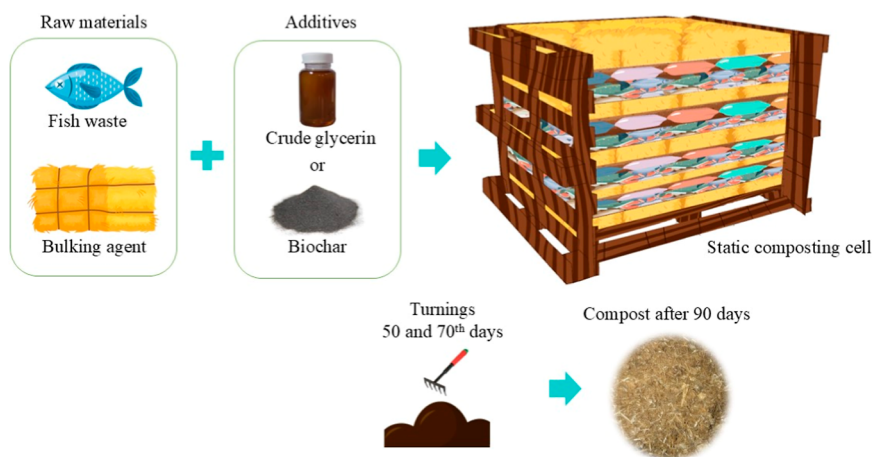 Raw materials
Additives
Fish waste
Bulking agent
Crude glycerin
or
Biochar
Static composting cell
Turnings
50 and 70th days
Compost after 90 days